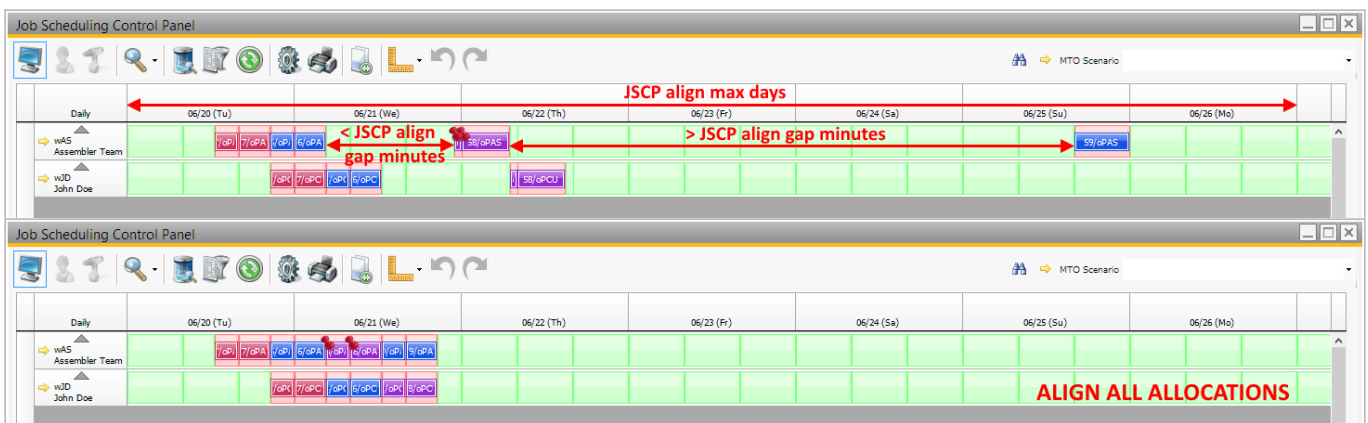 Job Scheduling Control Panel
MTO Scenario
JSCP align max days
Daily 06/20 (Tu) 06/21 (We) 06/22 (Th) 06/23 (Fr) 06/24 (Sa) 06/25 (Su) 06/26 (Mo)
wAS
Assembler Team
7/oPA 6/oPA 58/oPAS 59/oPAS
< JSCP align
gap minutes
> JSCP align gap minutes
wJD
John Doe
7/oPC 6/oPC 58/oPCU
Job Scheduling Control Panel
MTO Scenario
Daily 06/20 (Tu) 06/21 (We) 06/22 (Th) 06/23 (Fr) 06/24 (Sa) 06/25 (Su) 06/26 (Mo)
wAS
Assembler Team
7/oPA 6/oPA 9/oPA
wJD
John Doe
7/oPC 6/oPC 8/oPC
ALIGN ALL ALLOCATIONS